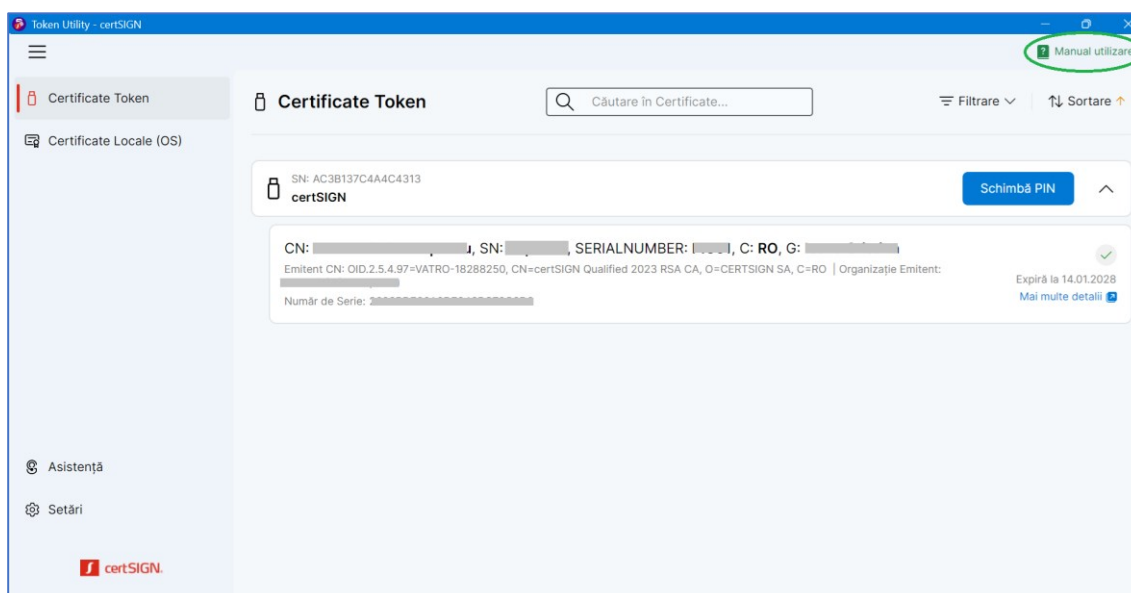 Token Utility - certSIGN
Manual utilizare
Certificate Token
Certificate Locale (OS)
Certificate Token
Căutare în Certificate...
Filtrare
Sortare
SN: AC3B137C4A4C4313
certSIGN
Schimbă PIN
CN: , SN: , SERIALNUMBER: , C: RO, G:
Emitent CN: OID.2.5.4.97=VATRO-18288250, CN=certSIGN Qualified 2023 RSA CA, O=CERTSIGN SA, C=RO | Organizație Emitent:
Număr de Serie:
Expiră la 14.01.2028
Mai multe detalii
Asistență
Setări
certSIGN.